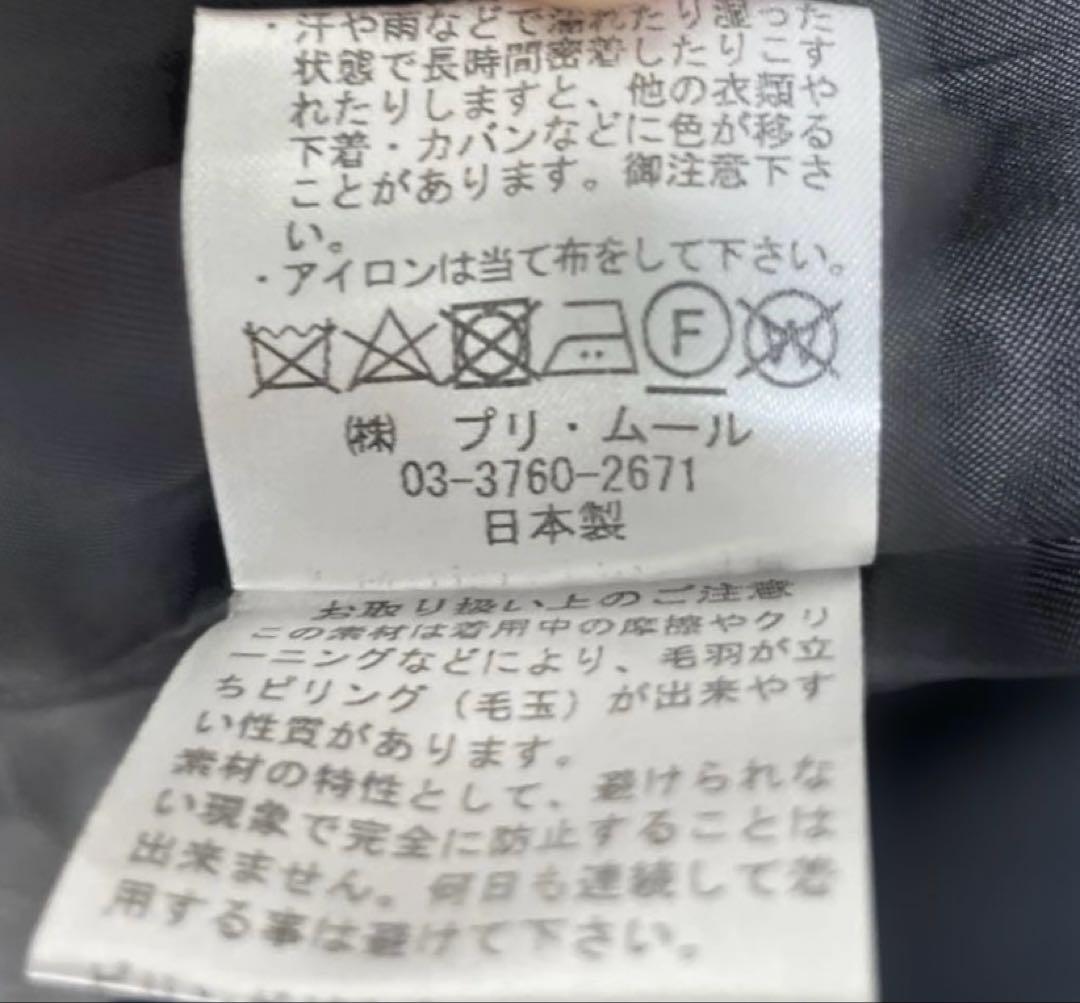 ・汗や雨などで濡れたり湿った
状態で長時間密着したりこす
れたりしますと、他の衣類や
下着・カバンなどに色が移る
ことがあります。御注意下さ
い。
・アイロンは当て布をして下さい。
F W
㈱ プリ・ムール
03-3760-2671
日本製
お取り扱い上のご注意
この素材は着用中の摩擦やクリ
ーニングなどにより、毛羽が立
ちピリング（毛玉）が出来やす
い性質があります。
素材の特性として、避けられな
い現象で完全に防止することは
出来ません。何日も連続して着
用する事は避けて下さい。